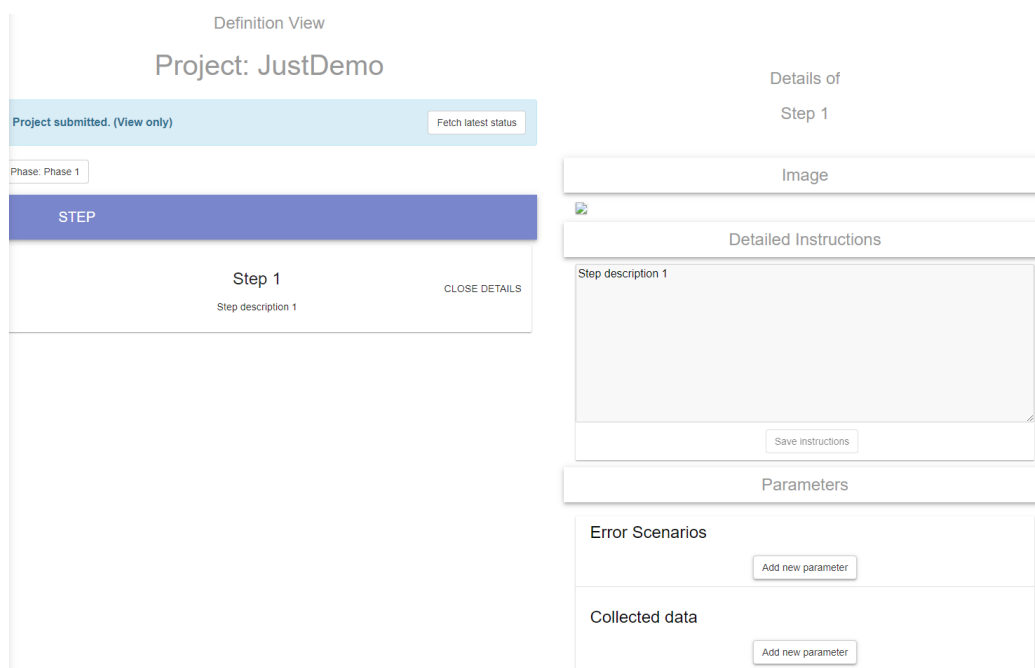 Definition View
Project: JustDemo
Project submitted. (View only)
Fetch latest status
Phase: Phase 1
STEP
Step 1
Step description 1
CLOSE DETAILS
Details of
Step 1
Image
Detailed Instructions
Step description 1
Save instructions
Parameters
Error Scenarios
Add new parameter
Collected data
Add new parameter